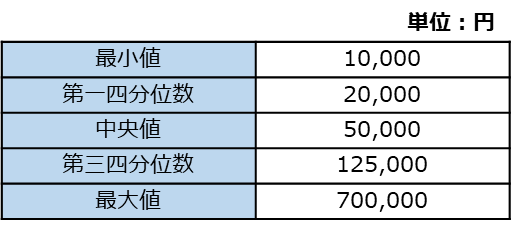 単位：円
最小値 10,000
第一四分位数 20,000
中央値 50,000
第三四分位数 125,000
最大値 700,000